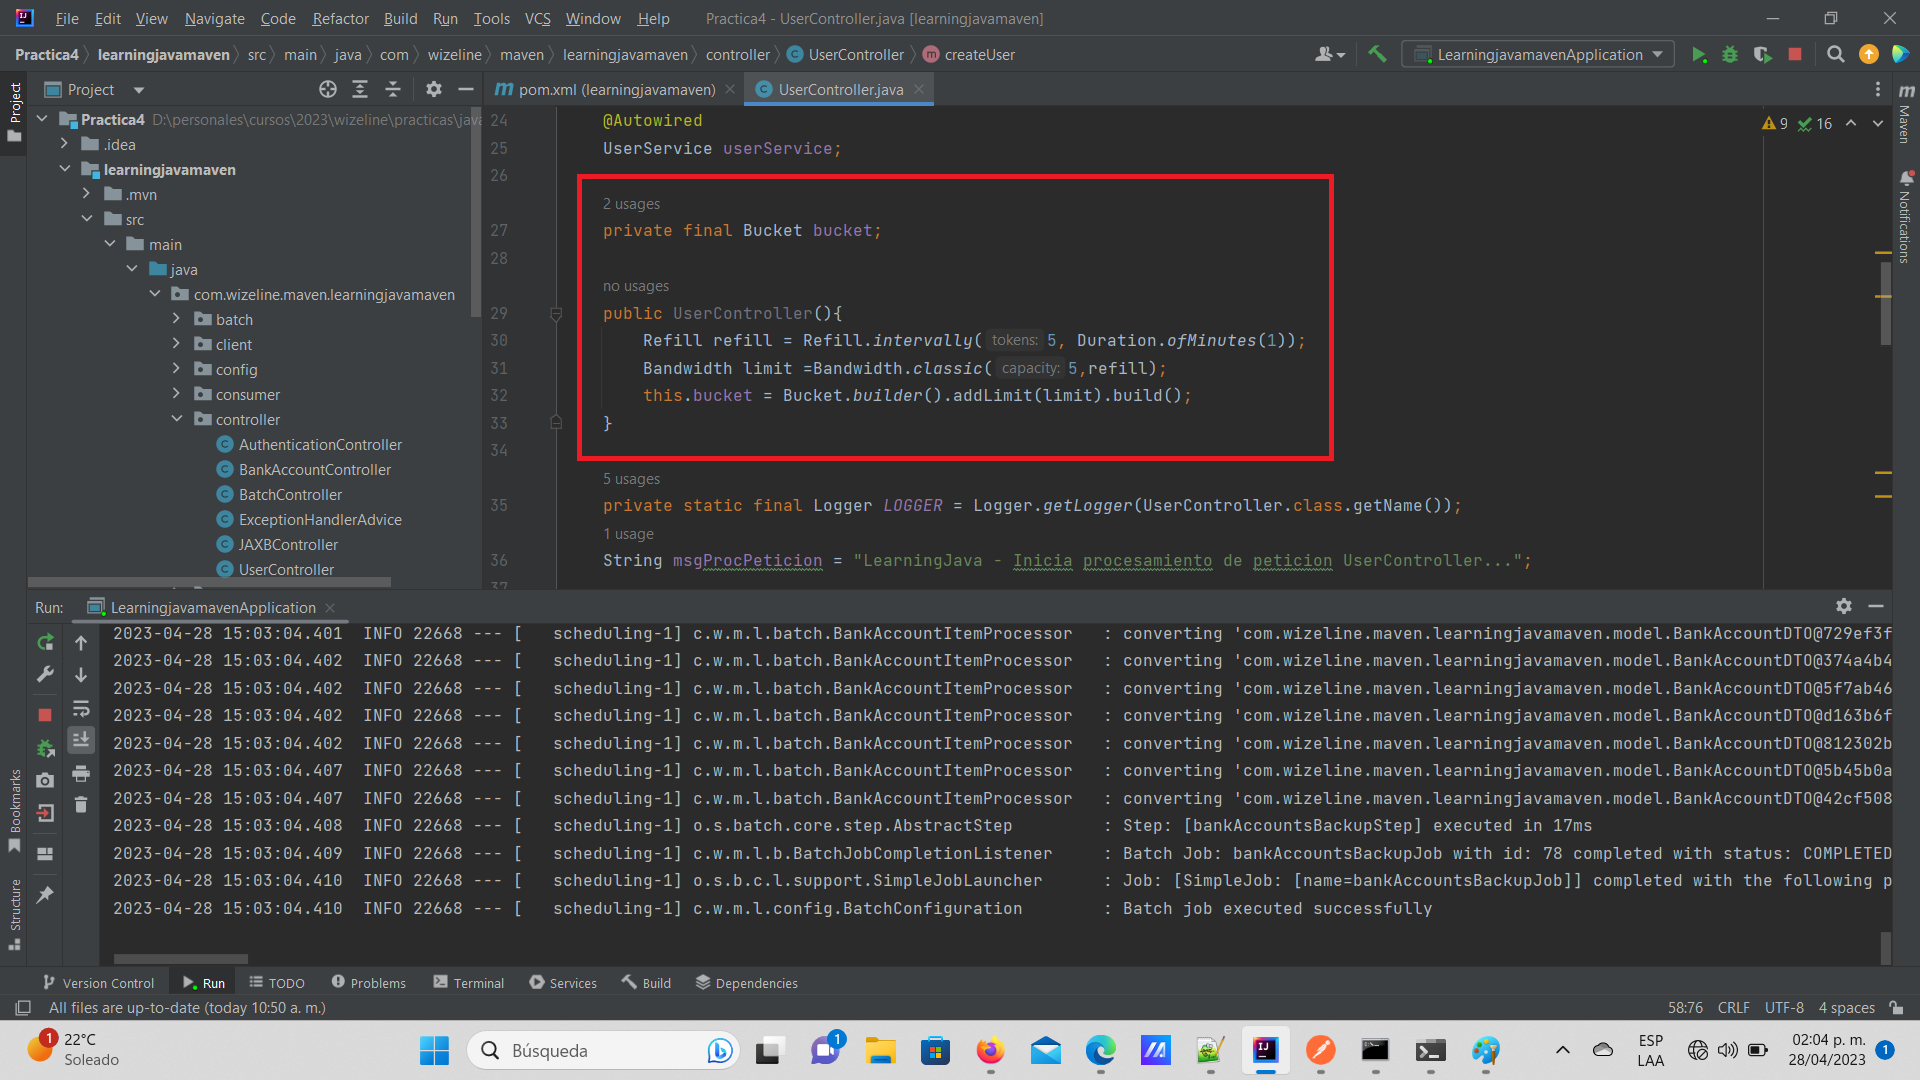 File Edit View Navigate Code Refactor Build Run Tools VCS Window Help Practica4 - UserController.java [learningjavamaven]
Practica4 learningjavamaven src main java com wizeline maven learningjavamaven controller UserController createUser LearningjavamavenApplication
Project
pom.xml (learningjavamaven) UserController.java
Project
Practica4 D:\personales\cursos\2023\wizeline\practicas\java
.idea
learningjavamaven
.mvn
src
main
java
com.wizeline.maven.learningjavamaven
batch
client
config
consumer
controller
AuthenticationController
BankAccountController
BatchController
ExceptionHandlerAdvice
JAXBController
UserController
9 16
24 @Autowired
25 UserService userService;
26
2 usages
27 private final Bucket bucket;
28
no usages
29 public UserController(){
30 Refill refill = Refill.intervally( tokens: 5, Duration.ofMinutes(1));
31 Bandwidth limit =Bandwidth.classic( capacity: 5,refill);
32 this.bucket = Bucket.builder().addLimit(limit).build();
33 }
34
5 usages
35 private static final Logger LOGGER = Logger.getLogger(UserController.class.getName());
1 usage
36 String msgProcPeticion = "LearningJava - Inicia procesamiento de peticion UserController...";
37
Maven
Notifications
Run: LearningjavamavenApplication
2023-04-28 15:03:04.401 INFO 22668 --- [ scheduling-1] c.w.m.l.batch.BankAccountItemProcessor : converting 'com.wizeline.maven.learningjavamaven.model.BankAccountDTO@729ef3f
2023-04-28 15:03:04.402 INFO 22668 --- [ scheduling-1] c.w.m.l.batch.BankAccountItemProcessor : converting 'com.wizeline.maven.learningjavamaven.model.BankAccountDTO@374a4b4
2023-04-28 15:03:04.402 INFO 22668 --- [ scheduling-1] c.w.m.l.batch.BankAccountItemProcessor : converting 'com.wizeline.maven.learningjavamaven.model.BankAccountDTO@5f7ab46
2023-04-28 15:03:04.402 INFO 22668 --- [ scheduling-1] c.w.m.l.batch.BankAccountItemProcessor : converting 'com.wizeline.maven.learningjavamaven.model.BankAccountDTO@d163b6f
2023-04-28 15:03:04.402 INFO 22668 --- [ scheduling-1] c.w.m.l.batch.BankAccountItemProcessor : converting 'com.wizeline.maven.learningjavamaven.model.BankAccountDTO@812302b
2023-04-28 15:03:04.407 INFO 22668 --- [ scheduling-1] c.w.m.l.batch.BankAccountItemProcessor : converting 'com.wizeline.maven.learningjavamaven.model.BankAccountDTO@5b45b0a
2023-04-28 15:03:04.407 INFO 22668 --- [ scheduling-1] c.w.m.l.batch.BankAccountItemProcessor : converting 'com.wizeline.maven.learningjavamaven.model.BankAccountDTO@42cf508
2023-04-28 15:03:04.408 INFO 22668 --- [ scheduling-1] o.s.batch.core.step.AbstractStep : Step: [bankAccountsBackupStep] executed in 17ms
2023-04-28 15:03:04.409 INFO 22668 --- [ scheduling-1] c.w.m.l.b.BatchJobCompletionListener : Batch Job: bankAccountsBackupJob with id: 78 completed with status: COMPLETED
2023-04-28 15:03:04.410 INFO 22668 --- [ scheduling-1] o.s.b.c.l.support.SimpleJobLauncher : Job: [SimpleJob: [name=bankAccountsBackupJob]] completed with the following p
2023-04-28 15:03:04.410 INFO 22668 --- [ scheduling-1] c.w.m.l.config.BatchConfiguration : Batch job executed successfully
Bookmarks
Structure
Version Control Run TODO Problems Terminal Services Build Dependencies
All files are up-to-date (today 10:50 a. m.) 58:76 CRLF UTF-8 4 spaces
1 22°C
Soleado
Búsqueda
1
ESP
LAA
02:04 p. m.
28/04/2023
1